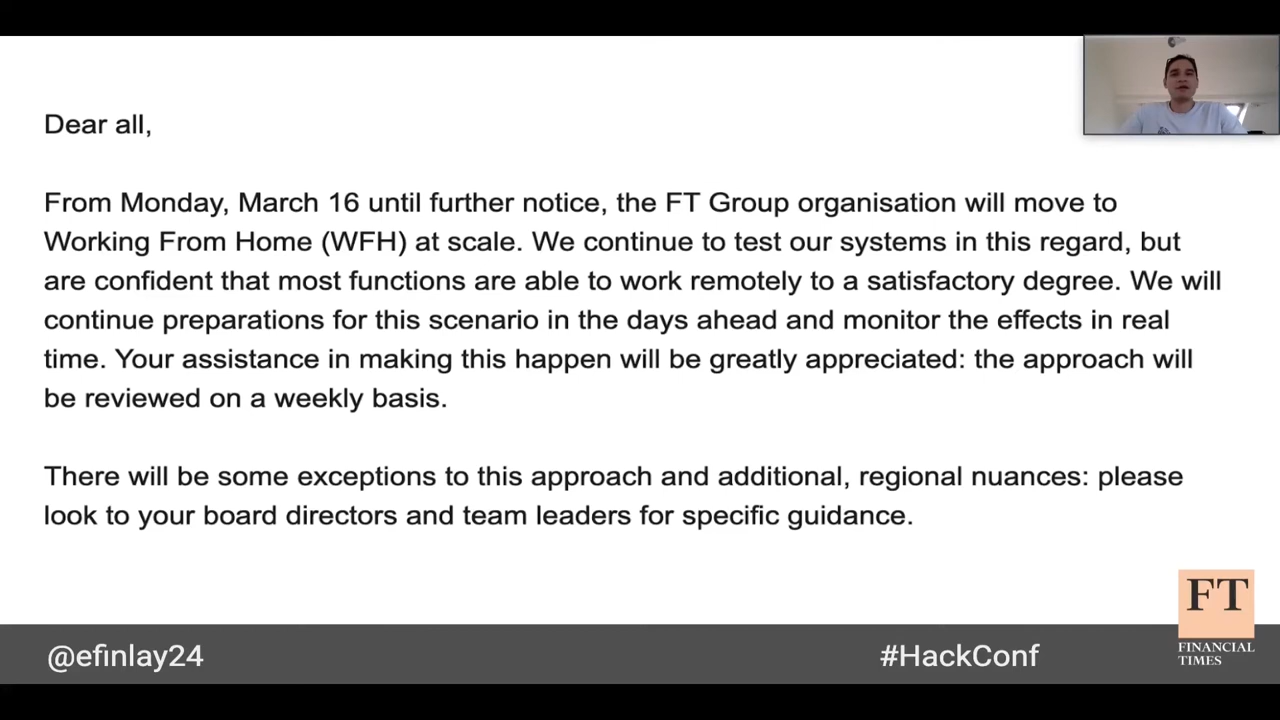 Dear all,
From Monday, March 16 until further notice, the FT Group organisation will move to
Working From Home (WFH) at scale. We continue to test our systems in this regard, but
are confident that most functions are able to work remotely to a satisfactory degree. We will
continue preparations for this scenario in the days ahead and monitor the effects in real
time. Your assistance in making this happen will be greatly appreciated: the approach will
be reviewed on a weekly basis.
There will be some exceptions to this approach and additional, regional nuances: please
look to your board directors and team leaders for specific guidance.
FT
FINANCIAL
TIMES
@efinlay24
#HackConf